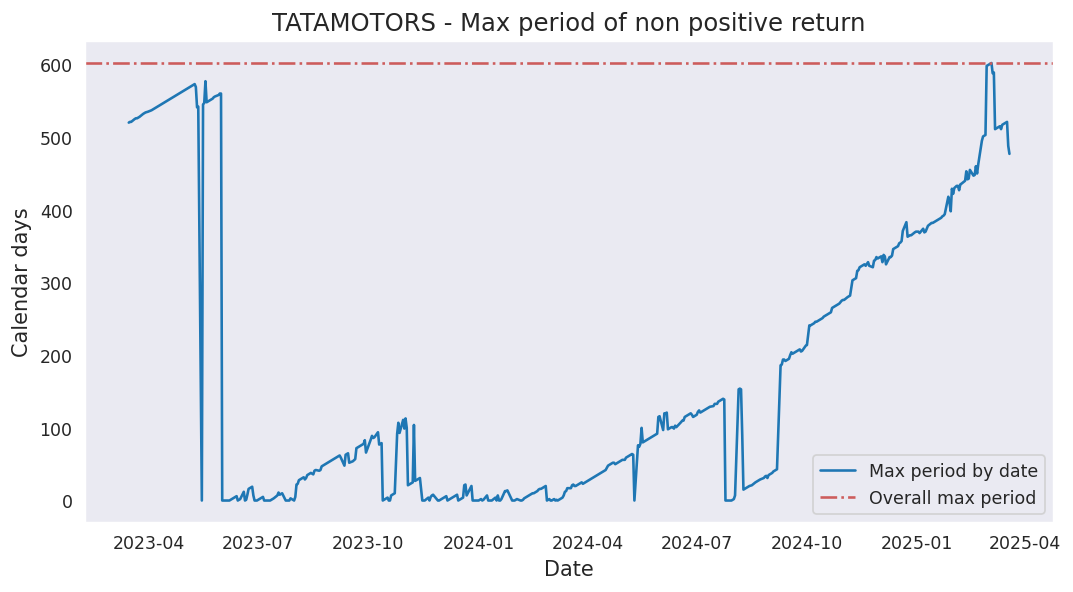 TATAMOTORS - Max period of non positive return
Calendar days
600
500
400
300
200
100
0
Max period by date
Overall max period
2023-04 2023-07 2023-10 2024-01 2024-04 2024-07 2024-10 2025-01 2025-04
Date